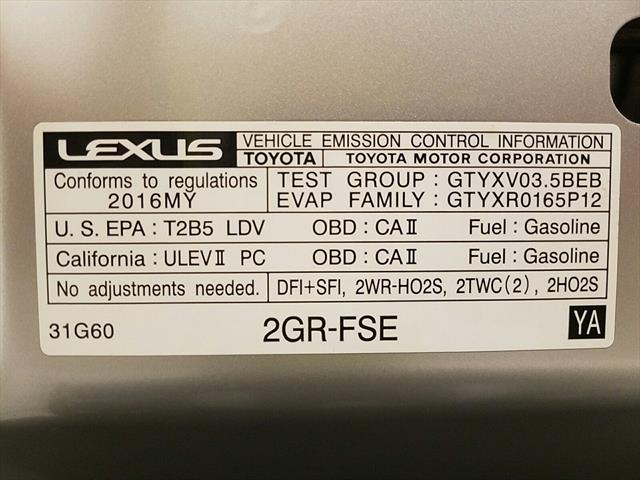 LEXUS VEHICLE EMISSION CONTROL INFORMATION
TOYOTA TOYOTA MOTOR CORPORATION
Conforms to regulations TEST GROUP : GTYXV03.5BEB
2016MY EVAP FAMILY : GTYXR0165P12
U.S. EPA : T2B5 LDV OBD : CAⅡ Fuel : Gasoline
California : ULEVⅡ PC OBD : CAⅡ Fuel : Gasoline
No adjustments needed. DFI+SFI, 2WR-HO2S, 2TWC(2), 2HO2S
31G60 2GR-FSE YA